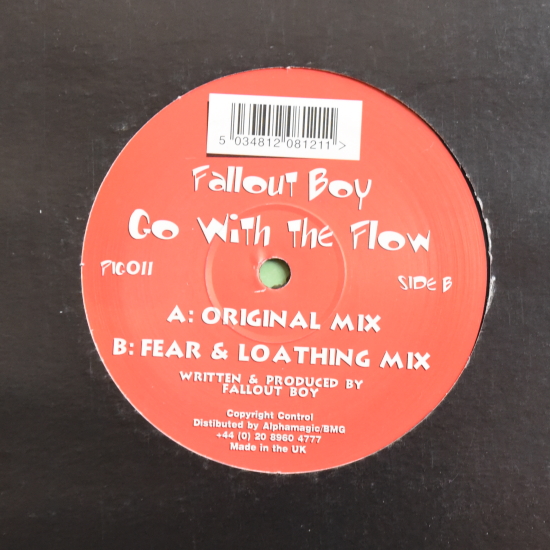 5 034812 081211 >
Fallout Boy
Go With the Flow
PIG011
SIDE B
A: ORIGINAL MIX
B: FEAR & LOATHING MIX
WRITTEN & PRODUCED BY
FALLOUT BOY
Copyright Control
Distibuted by Alphamagic/BMG
+44 (0) 20 8960 4777
Made in the UK